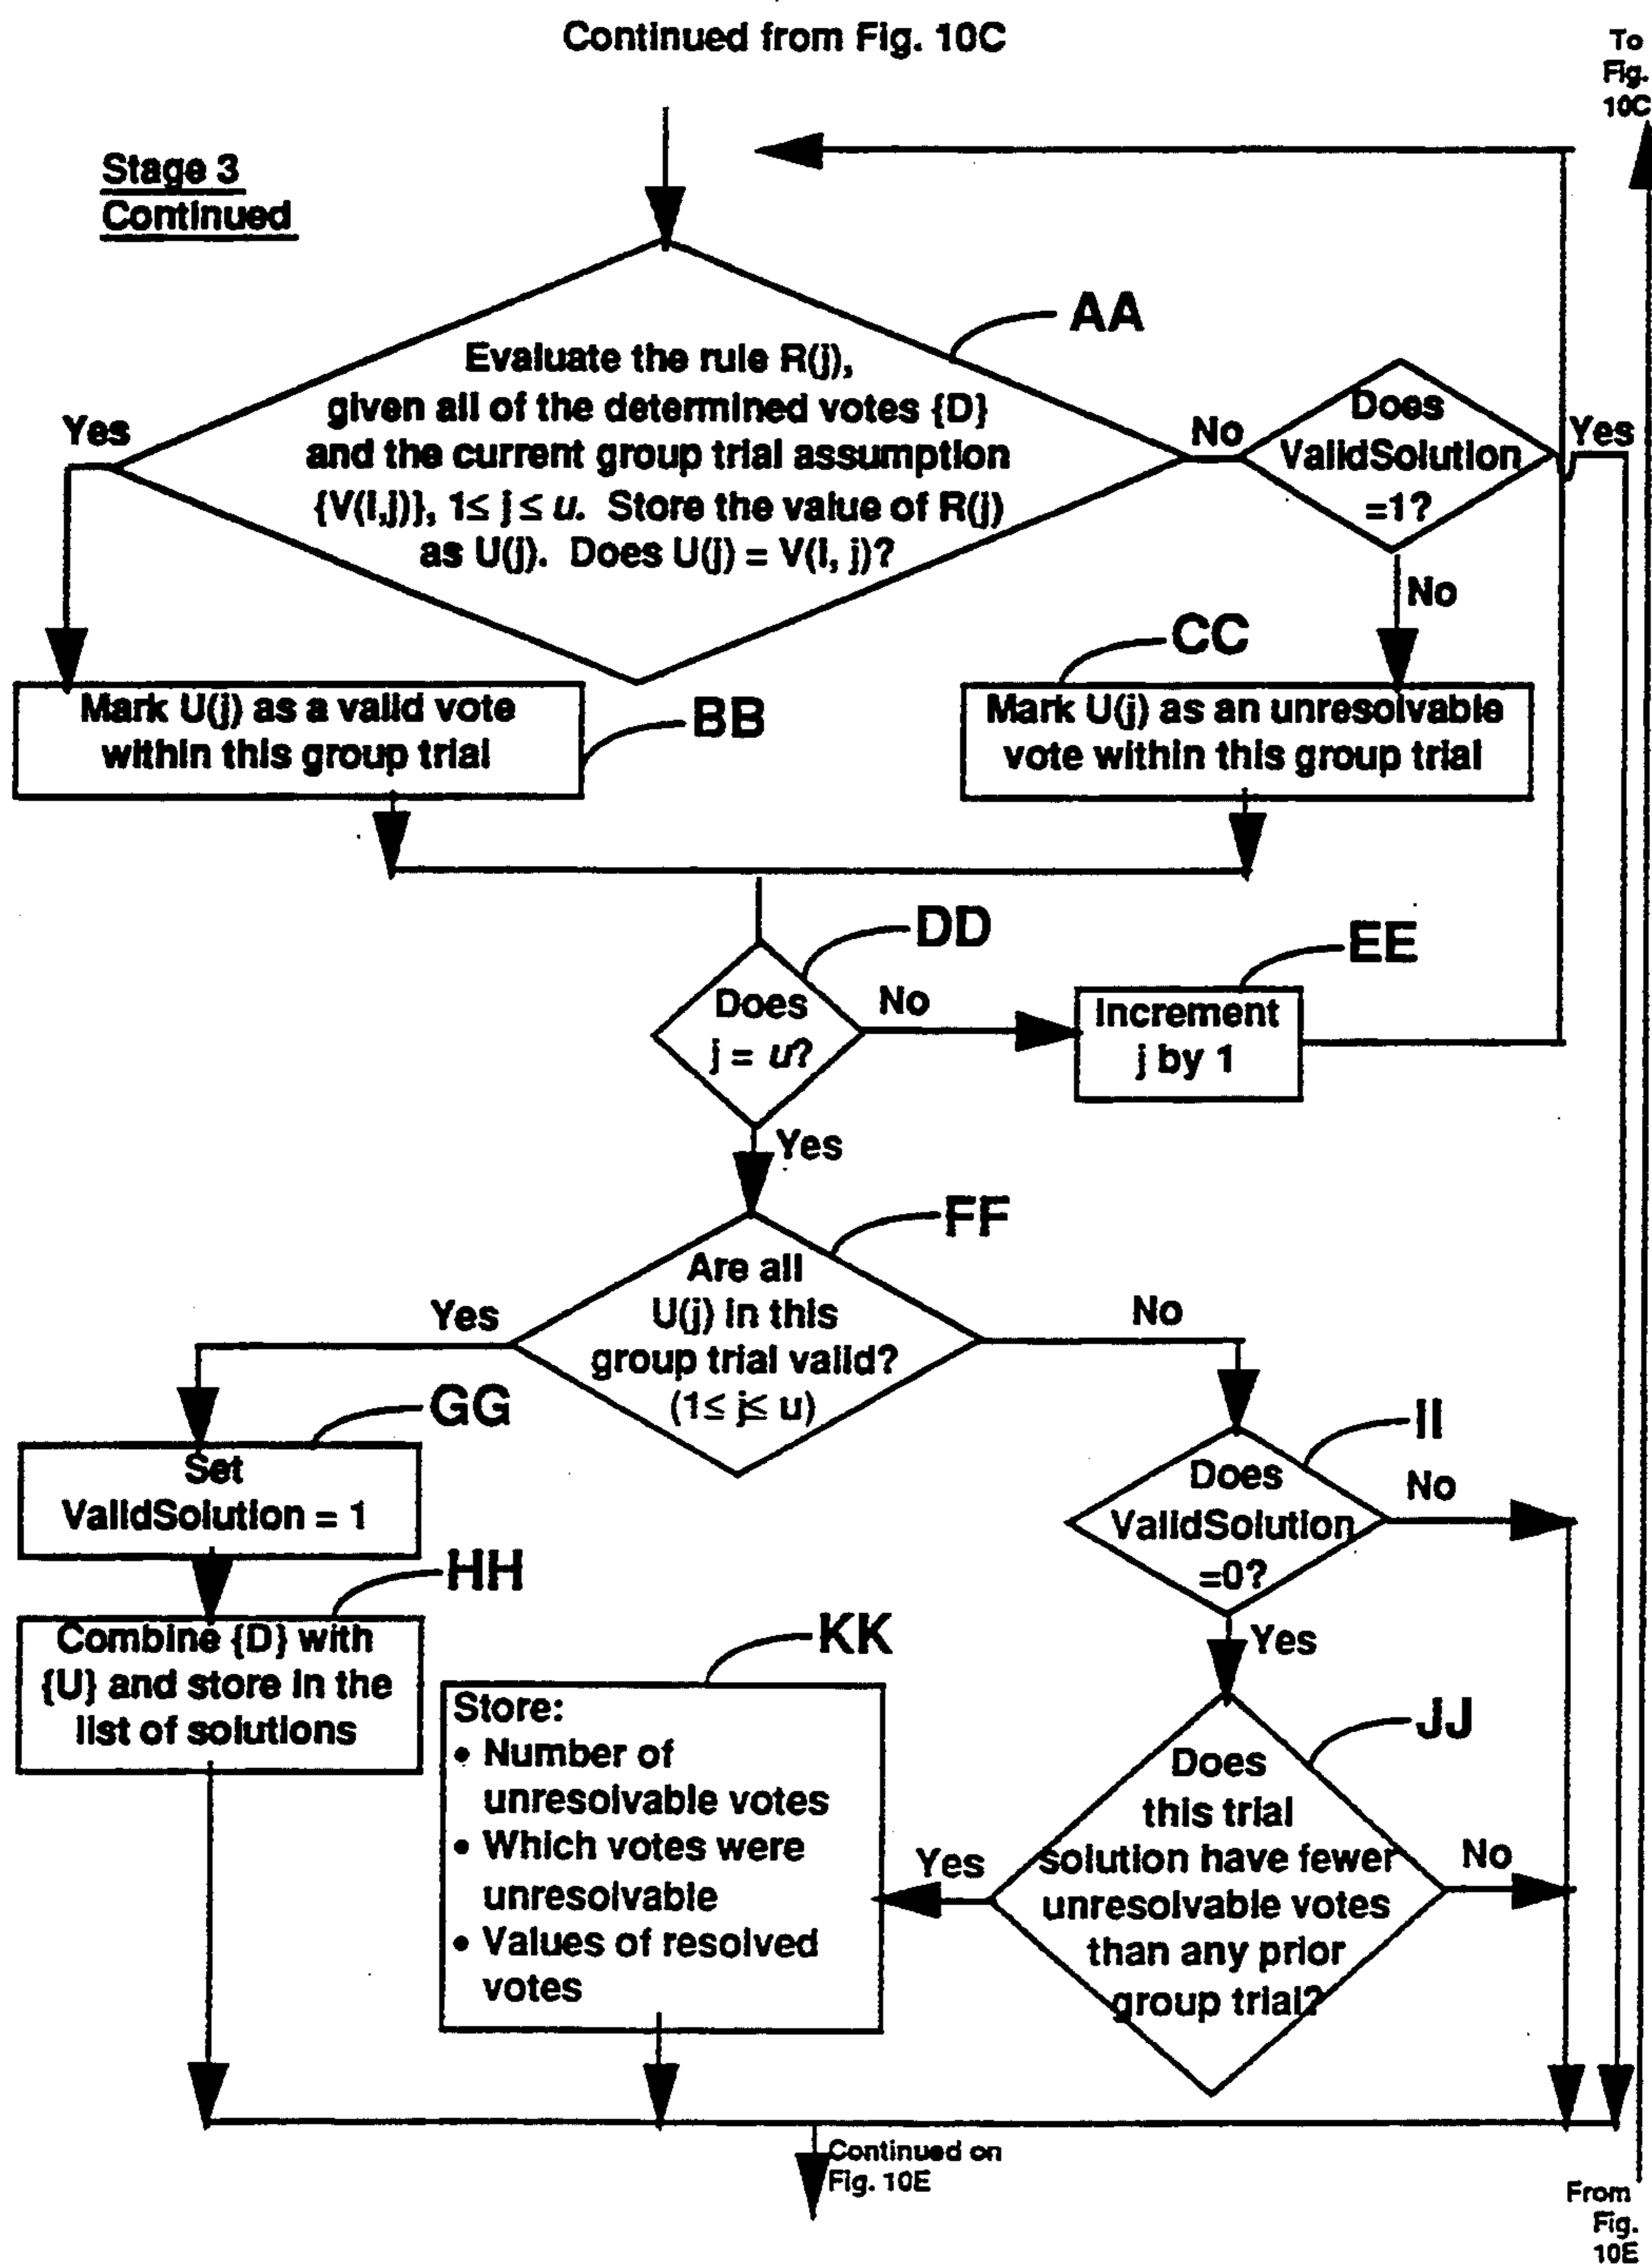 Continued from Fig. 10C
To
Fig.
10C
Stage 3
Continued
AA
Evaluate the rule R(j),
given all of the determined votes {D}
and the current group trial assumption
{V(i,j)}, 1≤ j ≤ u. Store the value of R(j)
as U(j). Does U(j) = V(i, j)?
Yes
No
Does
ValidSolution
=1?
Yes
No
CC
Mark U(j) as a valid vote
within this group trial
BB
Mark U(j) as an unresolvable
vote within this group trial
DD
EE
Does
j = u?
No
Increment
j by 1
Yes
FF
Are all
U(j) in this
group trial valid?
(1≤ j≤ u)
Yes
No
GG
Set
ValidSolution = 1
II
Does
ValidSolution
=0?
No
HH
Combine {D} with
{U} and store in the
list of solutions
Yes
KK
Store:
• Number of
unresolvable votes
• Which votes were
unresolvable
• Values of resolved
votes
JJ
Does
this trial
solution have fewer
unresolvable votes
than any prior
group trial?
Yes
No
Continued on
Fig. 10E
From
Fig.
10E